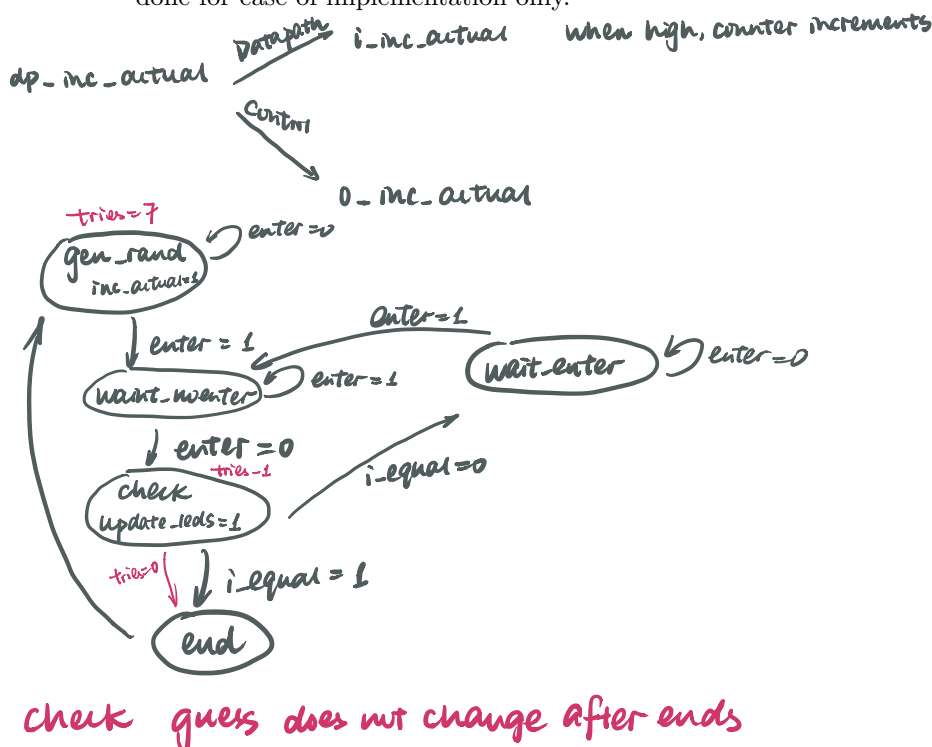 done for ease of implementation only.
Datapath
i_inc_actual when high, counter increments
dp_inc_actual
control
o_inc_actual
tries=7
enter=0
gen_rand
inc_actual=1
enter=1
enter = 1
wait_enter
enter=0
enter=1
waint_noenter
enter=0
tries-1
i_equal=0
check
update_leds=1
tries=0
i_equal = 1
end
check guess does not change after ends